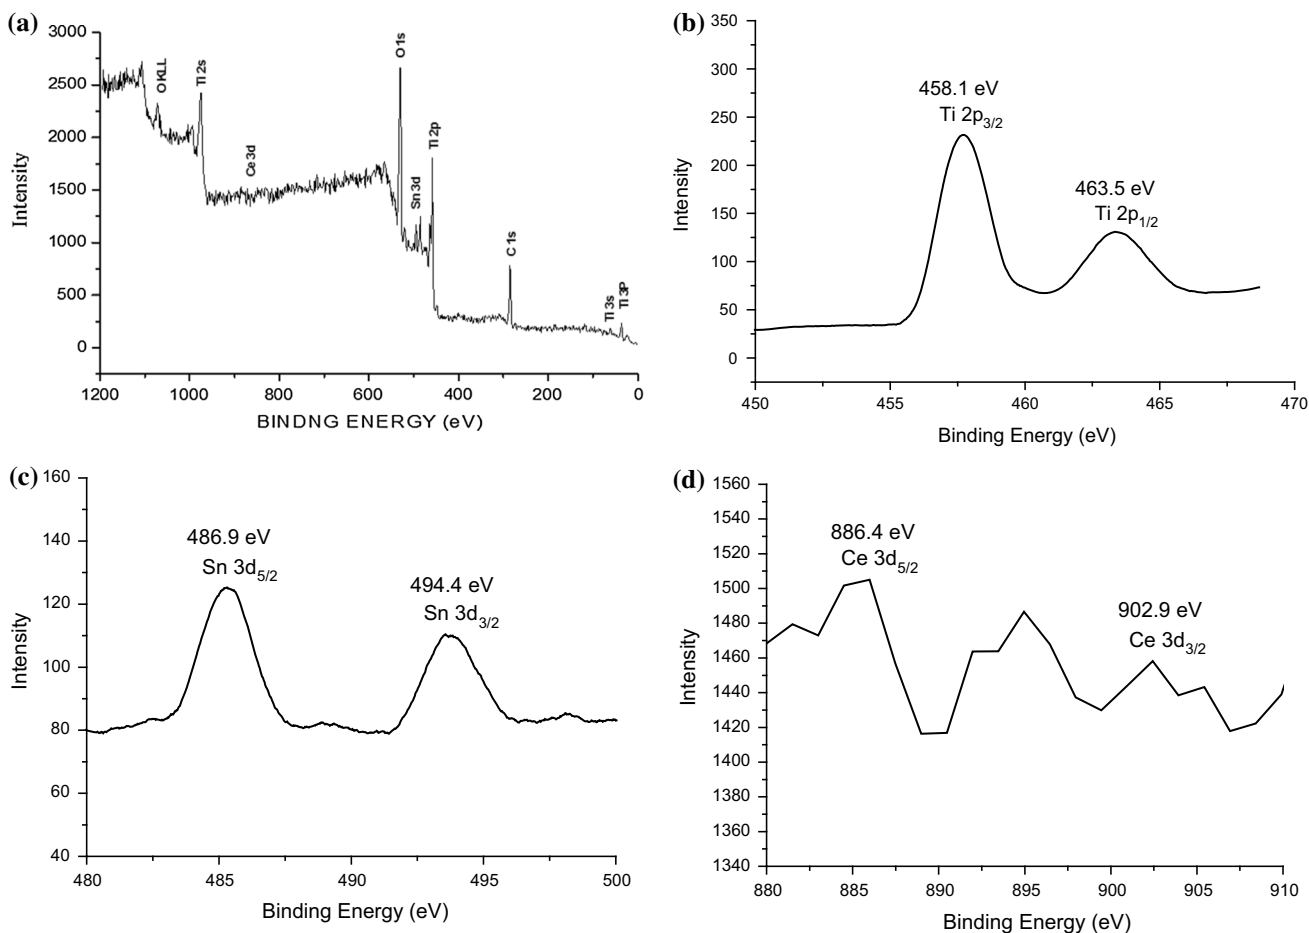 (a)
3000
2500
2000
1500
1000
500
0
Intensity
O KLL
Ti 2s
Ce 3d
O 1s
Sn 3d
Ti 2p
C 1s
Ti 3s
Ti 3P
1200 1000 800 600 400 200 0
BINDNG ENERGY (eV)
(b)
350
300
250
200
150
100
50
0
Intensity
458.1 eV
Ti 2p3/2
463.5 eV
Ti 2p1/2
450 455 460 465 470
Binding Energy (eV)
(c)
160
140
120
100
80
60
40
Intensity
486.9 eV
Sn 3d5/2
494.4 eV
Sn 3d3/2
480 485 490 495 500
Binding Energy (eV)
(d)
1560
1540
1520
1500
1480
1460
1440
1420
1400
1380
1360
1340
Intensity
886.4 eV
Ce 3d5/2
902.9 eV
Ce 3d3/2
880 885 890 895 900 905 910
Binding Energy (eV)